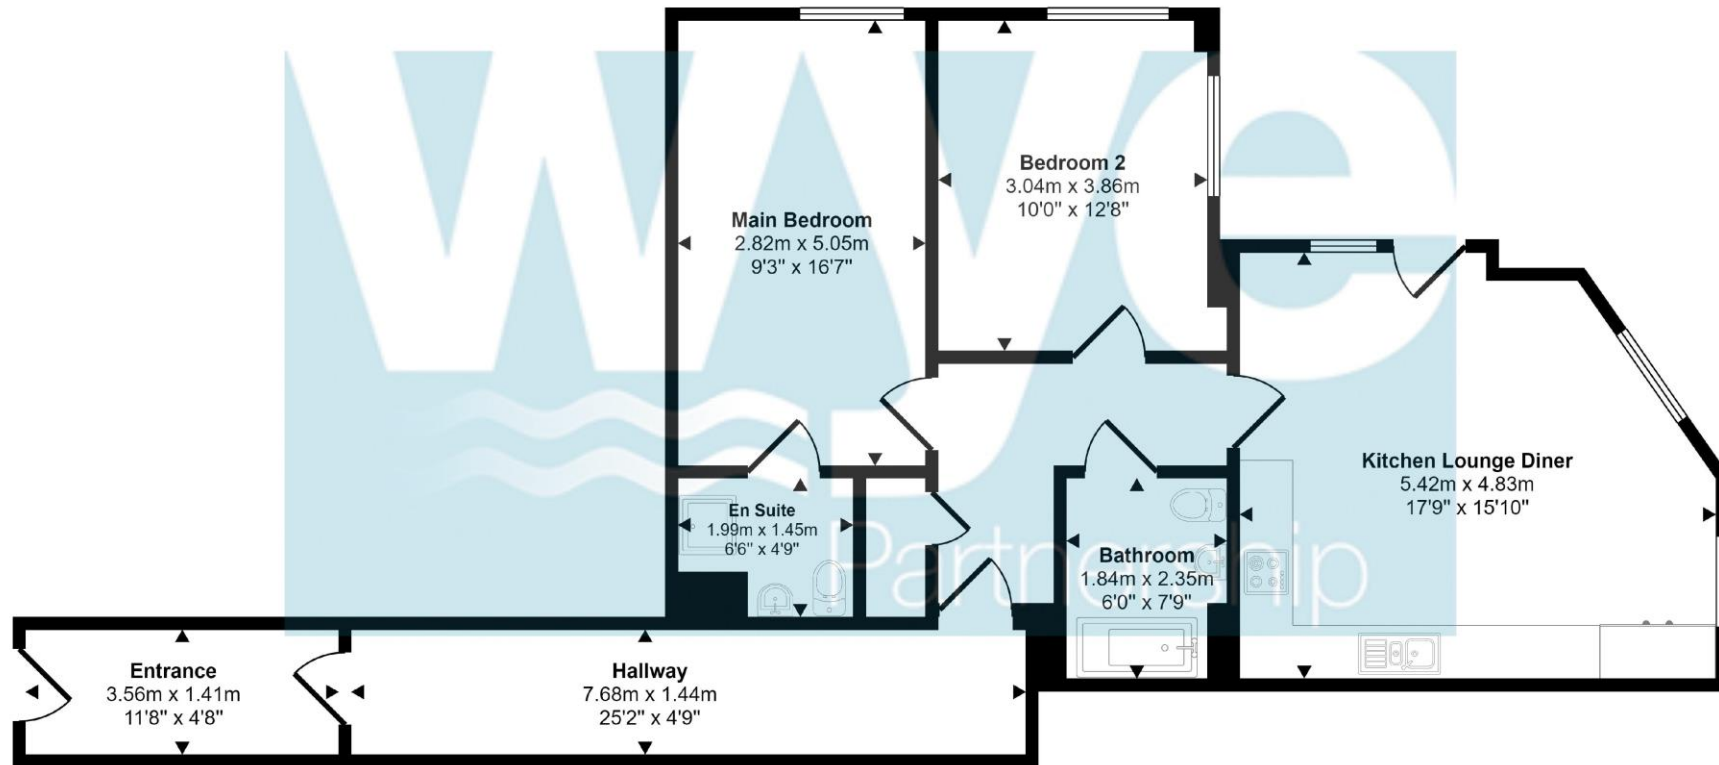 wave
Partnership
Bedroom 2
3.04m x 3.86m
10'0" x 12'8"
Main Bedroom
2.82m x 5.05m
9'3" x 16'7"
Kitchen Lounge Diner
5.42m x 4.83m
17'9" x 15'10"
En Suite
1.99m x 1.45m
6'6" x 4'9"
Bathroom
1.84m x 2.35m
6'0" x 7'9"
Entrance
3.56m x 1.41m
11'8" x 4'8"
Hallway
7.68m x 1.44m
25'2" x 4'9"